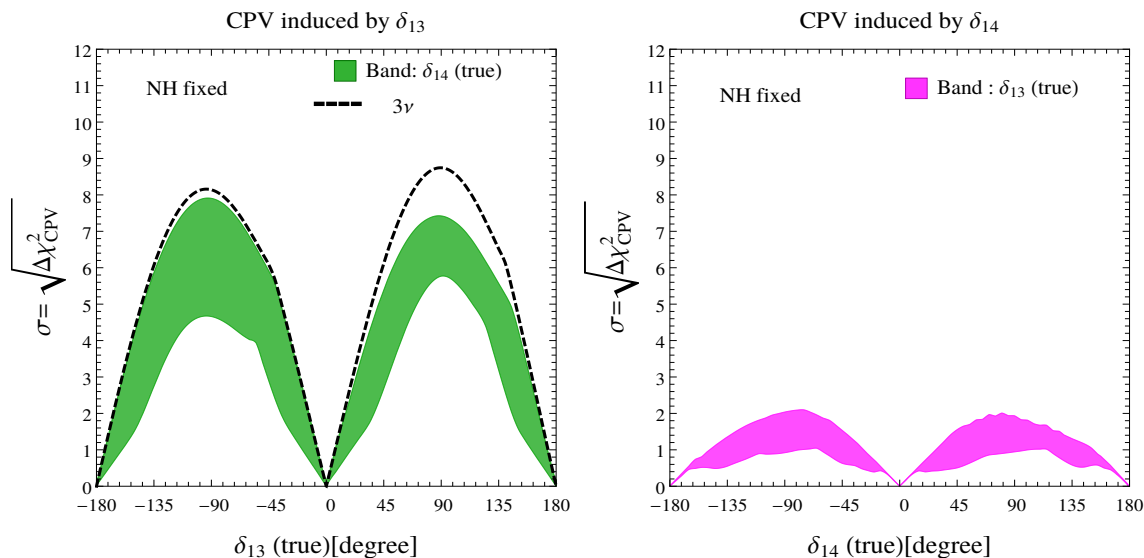 CPV induced by δ13
12
11
10
9
8
7
6
5
4
3
2
1
0
NH fixed
Band: δ14 (true)
3ν
σ=√Δχ²CPV
−180 −135 −90 −45 0 45 90 135 180
δ13 (true)[degree]
CPV induced by δ14
12
11
10
9
8
7
6
5
4
3
2
1
0
NH fixed
Band : δ13 (true)
σ=√Δχ²CPV
−180 −135 −90 −45 0 45 90 135 180
δ14 (true)[degree]